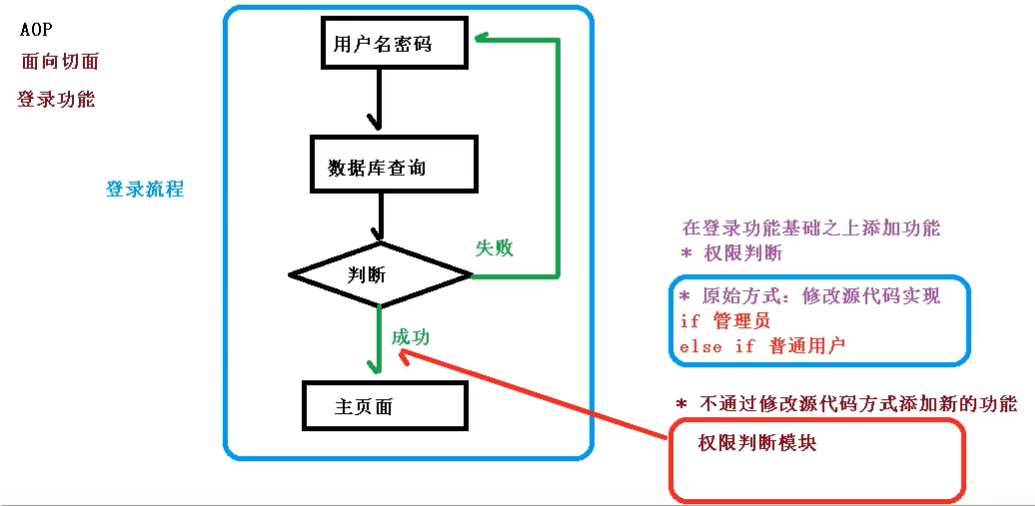 AOP
面向切面
登录功能
登录流程
用户名密码
数据库查询
判断
失败
成功
主页面
在登录功能基础之上添加功能
* 权限判断
* 原始方式：修改源代码实现
if 管理员
else if 普通用户
* 不通过修改源代码方式添加新的功能
权限判断模块